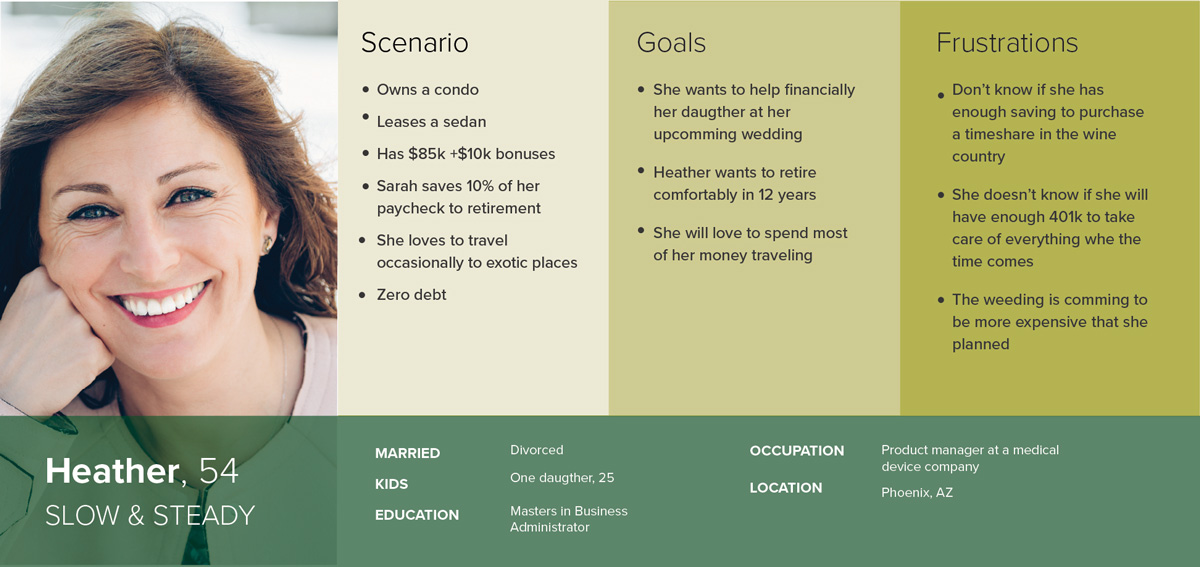 Scenario
Owns a condo
Leases a sedan
Has $85k +$10k bonuses
Sarah saves 10% of her
paycheck to retirement
She loves to travel
occasionally to exotic places
Zero debt
Goals
She wants to help financially
her daugther at her
upcomming wedding
Heather wants to retire
comfortably in 12 years
She will love to spend most
of her money traveling
Frustrations
Don’t know if she has
enough saving to purchase
a timeshare in the wine
country
She doesn’t know if she will
have enough 401k to take
care of everything whe the
time comes
The weeding is comming to
be more expensive that she
planned
Heather, 54
SLOW & STEADY
MARRIED
Divorced
KIDS
One daugther, 25
EDUCATION
Masters in Business
Administrator
OCCUPATION
Product manager at a medical
device company
LOCATION
Phoenix, AZ